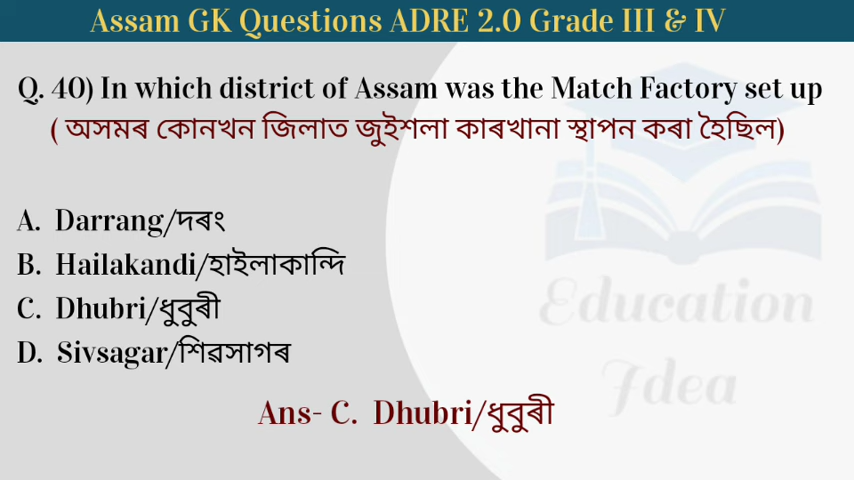 Assam GK Questions ADRE 2.0 Grade III & IV
Q. 40) In which district of Assam was the Match Factory set up
( অসমৰ কোনখন জিলাত জুইশলা কাৰখানা স্থাপন কৰা হৈছিল)
A. Darrang/দৰং
B. Hailakandi/হাইলাকান্দি
C. Dhubri/ধুবুৰী
D. Sivsagar/শিৱসাগৰ
Education
Idea
Ans- C. Dhubri/ধুবুৰী